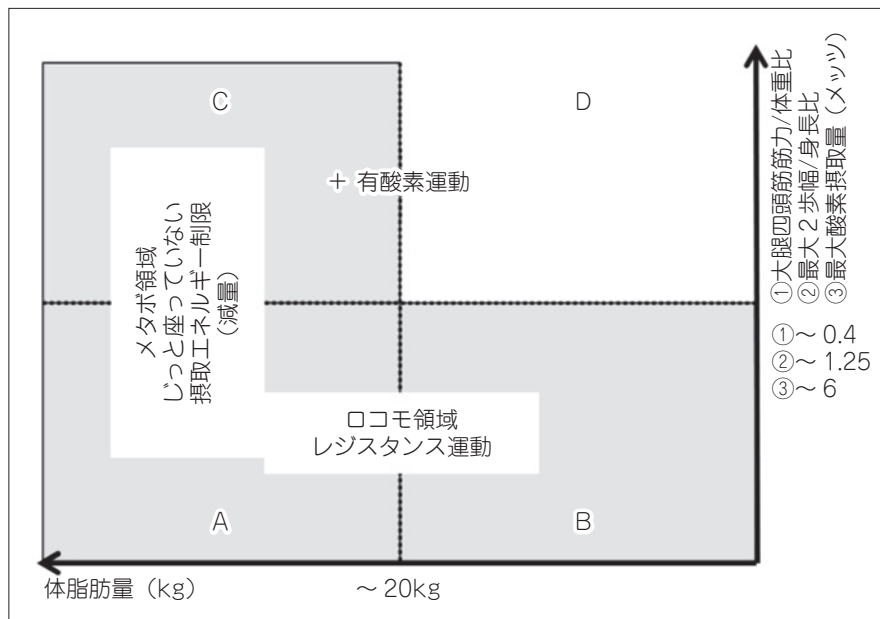 C
D
+ 有酸素運動
メタボ領域
じっと座っていない
摂取エネルギー制限
(減量)
ロコモ領域
レジスタンス運動
A
B
体脂肪量（kg）
～20kg
①大腿四頭筋筋力/体重比
②最大２歩幅/身長比
③最大酸素摂取量（メッツ）
①～0.4
②～1.25
③～6